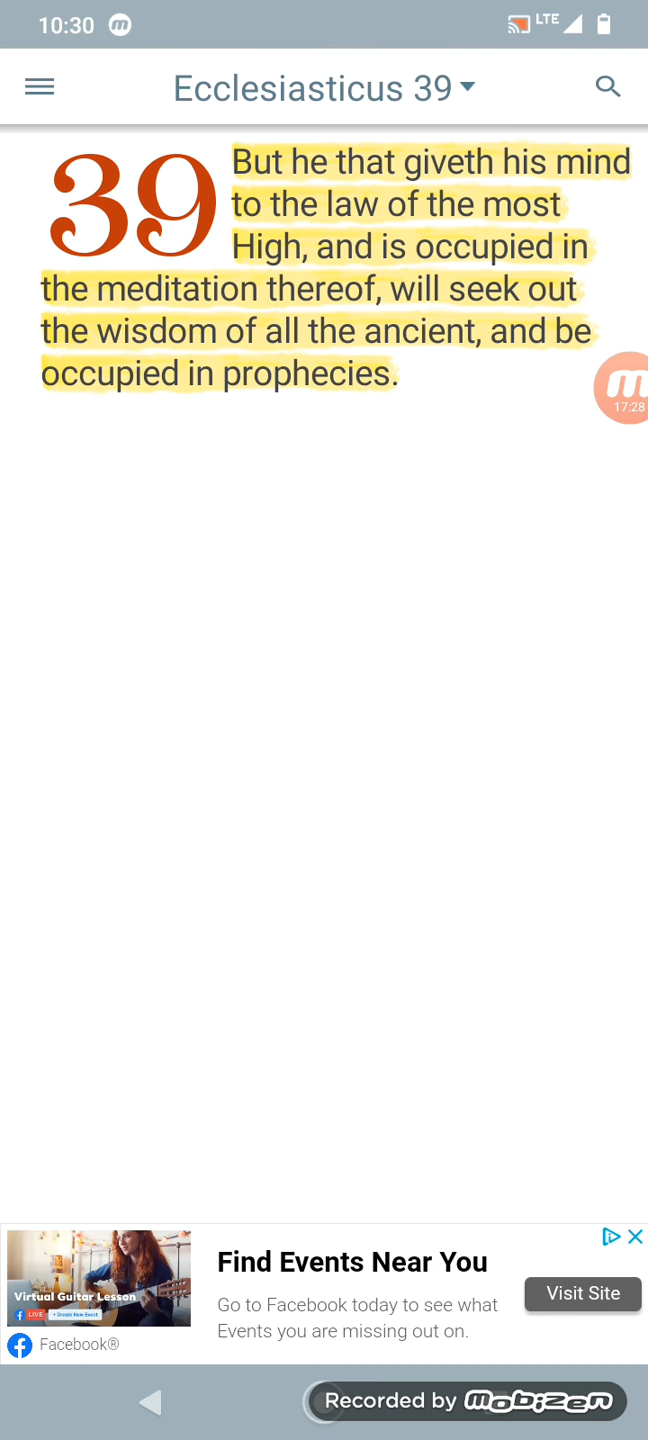 10:30
LTE
Ecclesiasticus 39
39 But he that giveth his mind
to the law of the most
High, and is occupied in
the meditation thereof, will seek out
the wisdom of all the ancient, and be
occupied in prophecies.
17:28
Virtual Guitar Lesson
LIVE + Create New Event
Facebook®
Find Events Near You
Go to Facebook today to see what
Events you are missing out on.
Visit Site
Recorded by mobizen